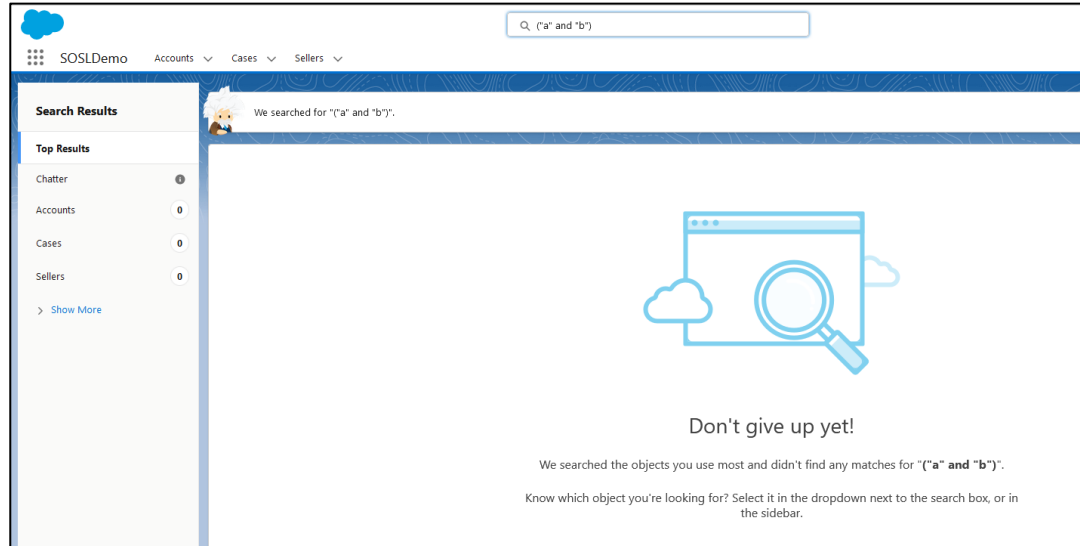 ("a" and "b")
SOSLDemo Accounts Cases Sellers
Search Results
We searched for "("a" and "b")".
Top Results
Chatter
Accounts 0
Cases 0
Sellers 0
Show More
Don't give up yet!
We searched the objects you use most and didn't find any matches for "("a" and "b")".
Know which object you're looking for? Select it in the dropdown next to the search box, or in
the sidebar.